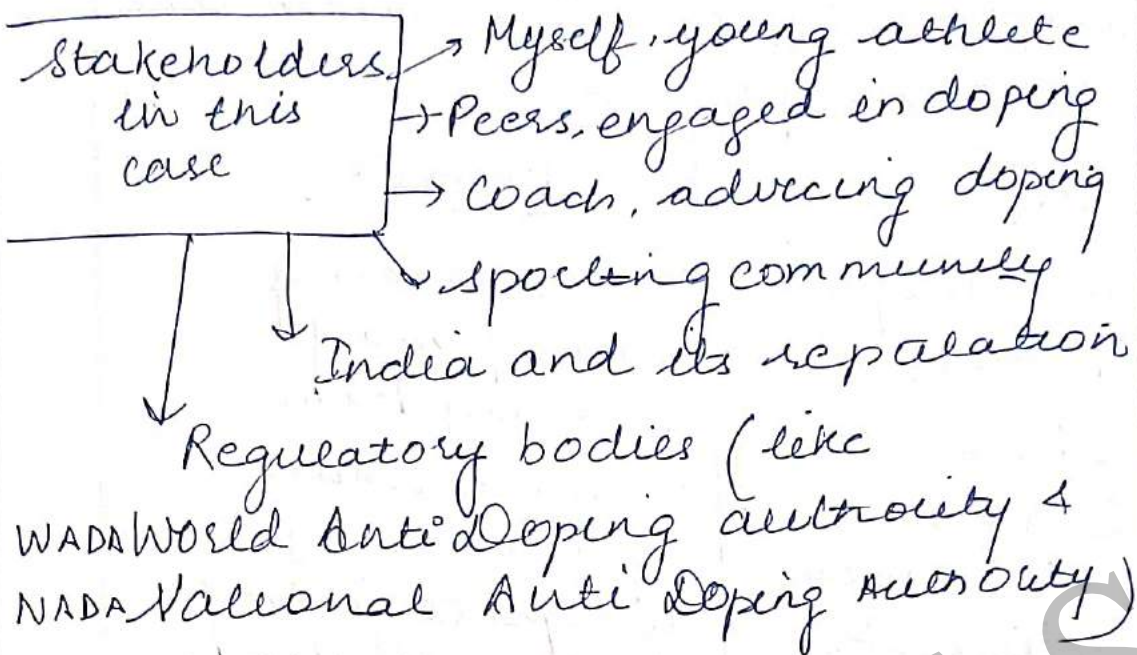 Stakeholders in this case
Myself, young athlete
Peers, engaged in doping
Coach, advicing doping
sporting community
India and its repulation
Regulatory bodies (like
WADA World Anti Doping authority &
NADA National Anti Doping Authority)